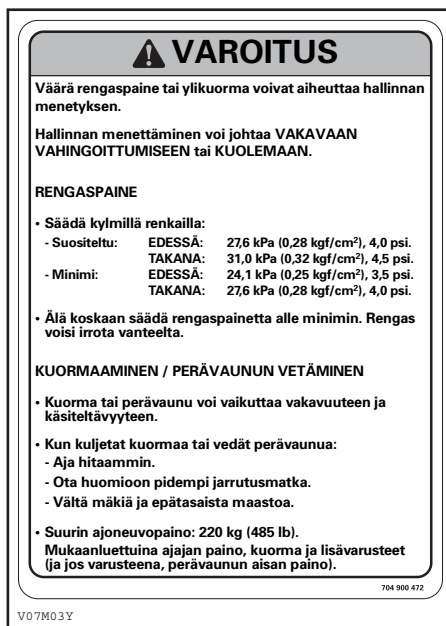 VAROITUS
Väärä rengaspaine tai ylikuorma voivat aiheuttaa hallinnan
menetyksen.
Hallinnan menettäminen voi johtaa VAKAVAAN
VAHINGOITTUMISEEN tai KUOLEMAAN.
RENGASPAINE
• Säädä kylmillä renkailla:
- Suositeltu: EDESSÄ: 27,6 kPa (0,28 kgf/cm²), 4,0 psi.
TAKANA: 31,0 kPa (0,32 kgf/cm²), 4,5 psi.
- Minimi: EDESSÄ: 24,1 kPa (0,25 kgf/cm²), 3,5 psi.
TAKANA: 27,6 kPa (0,28 kgf/cm²), 4,0 psi.
• Älä koskaan säädä rengaspainetta alle minimin. Rengas
voisi irrota vanteelta.
KUORMAAMINEN / PERÄVAUNUN VETÄMINEN
• Kuorma tai perävaunu voi vaikuttaa vakavuuteen ja
käsiteltävyyteen.
• Kun kuljetat kuormaa tai vedät perävaunua:
- Aja hitaammin.
- Ota huomioon pidempi jarrutusmatka.
- Vältä mäkiä ja epätasaista maastoa.
• Suurin ajoneuvopaino: 220 kg (485 lb).
Mukaanluettuina ajajan paino, kuorma ja lisävarusteet
(ja jos varusteena, perävaunun aisan paino).
704 900 472
V07M03Y